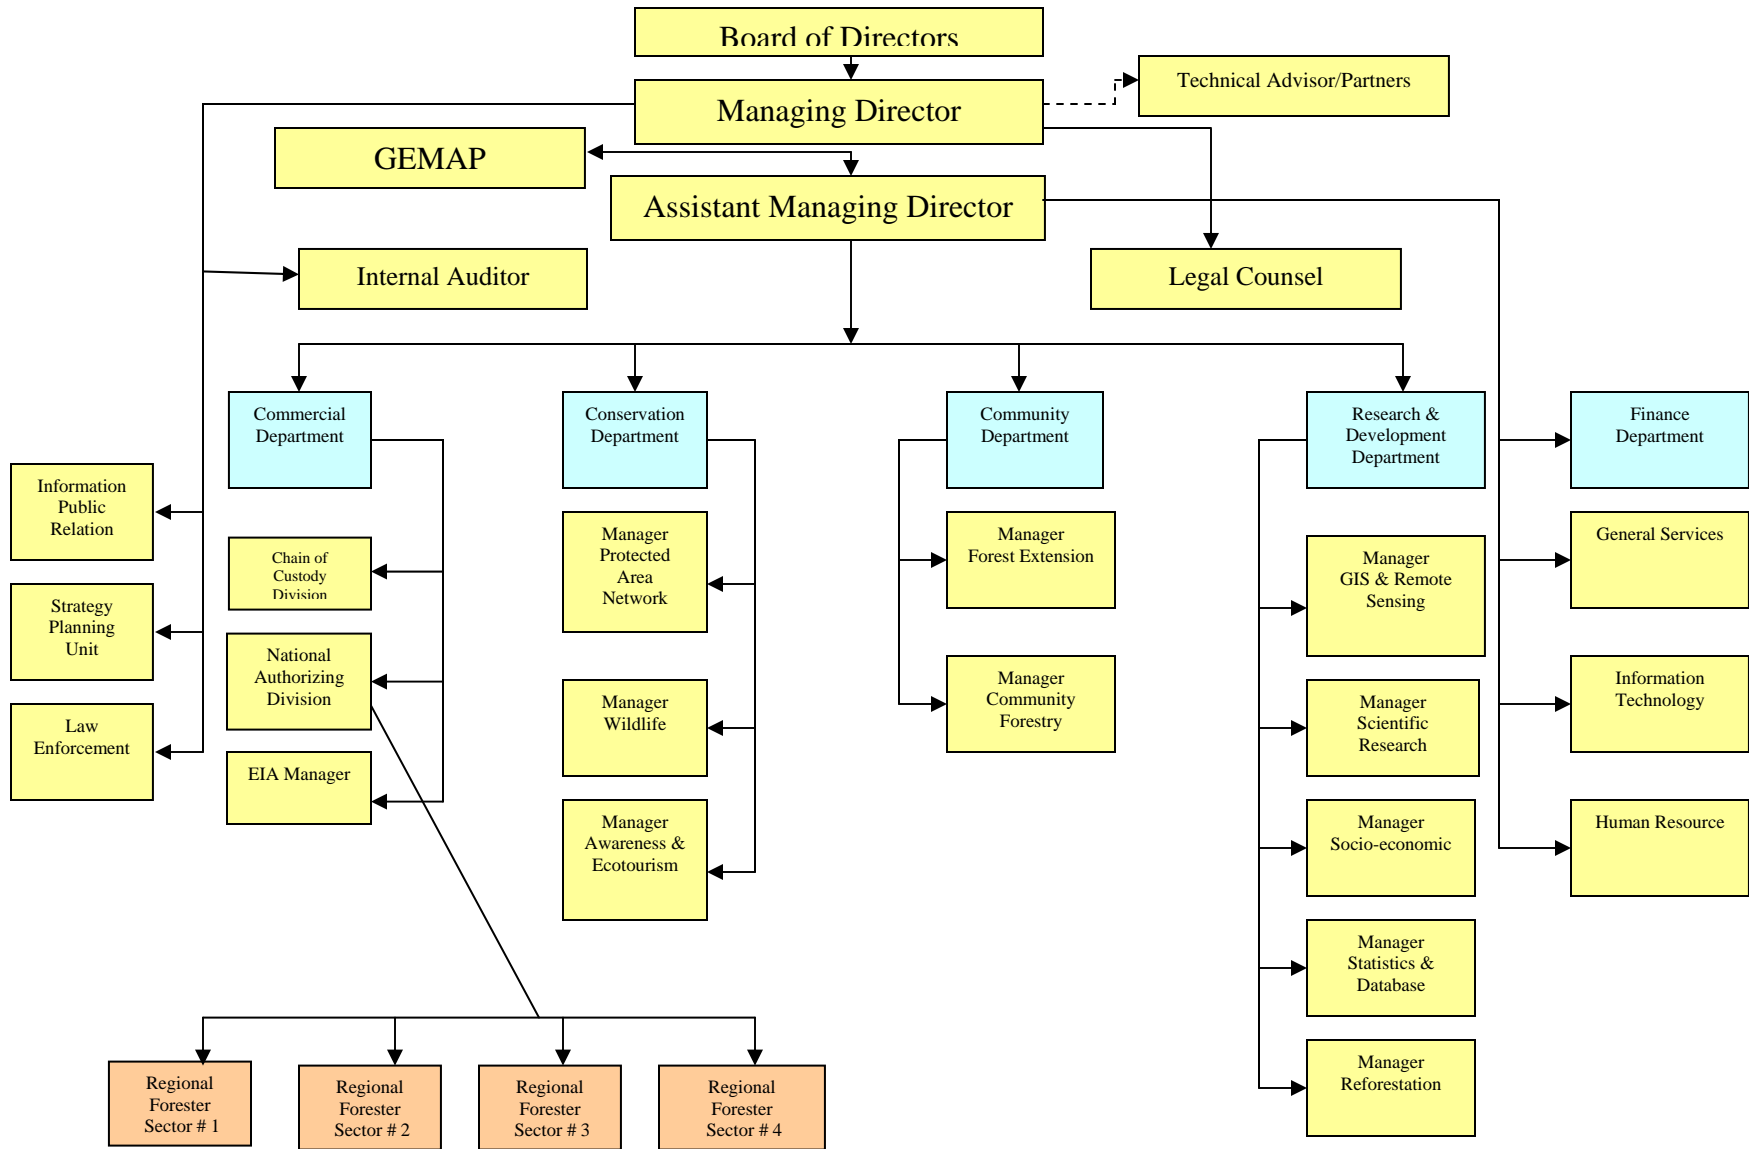 Board of Directors
Technical Advisor/Partners
Managing Director
GEMAP
Assistant Managing Director
Internal Auditor
Legal Counsel
Commercial
Department
Conservation
Department
Community
Department
Research &
Development
Department
Finance
Department
Information
Public
Relation
Strategy
Planning
Unit
Law
Enforcement
Chain of
Custody
Division
National
Authorizing
Division
EIA Manager
Manager
Protected
Area
Network
Manager
Wildlife
Manager
Awareness &
Ecotourism
Manager
Forest Extension
Manager
Community
Forestry
Manager
GIS & Remote
Sensing
Manager
Scientific
Research
Manager
Socio-economic
Manager
Statistics &
Database
Manager
Reforestation
General Services
Information
Technology
Human Resource
Regional
Forester
Sector # 1
Regional
Forester
Sector # 2
Regional
Forester
Sector # 3
Regional
Forester
Sector # 4